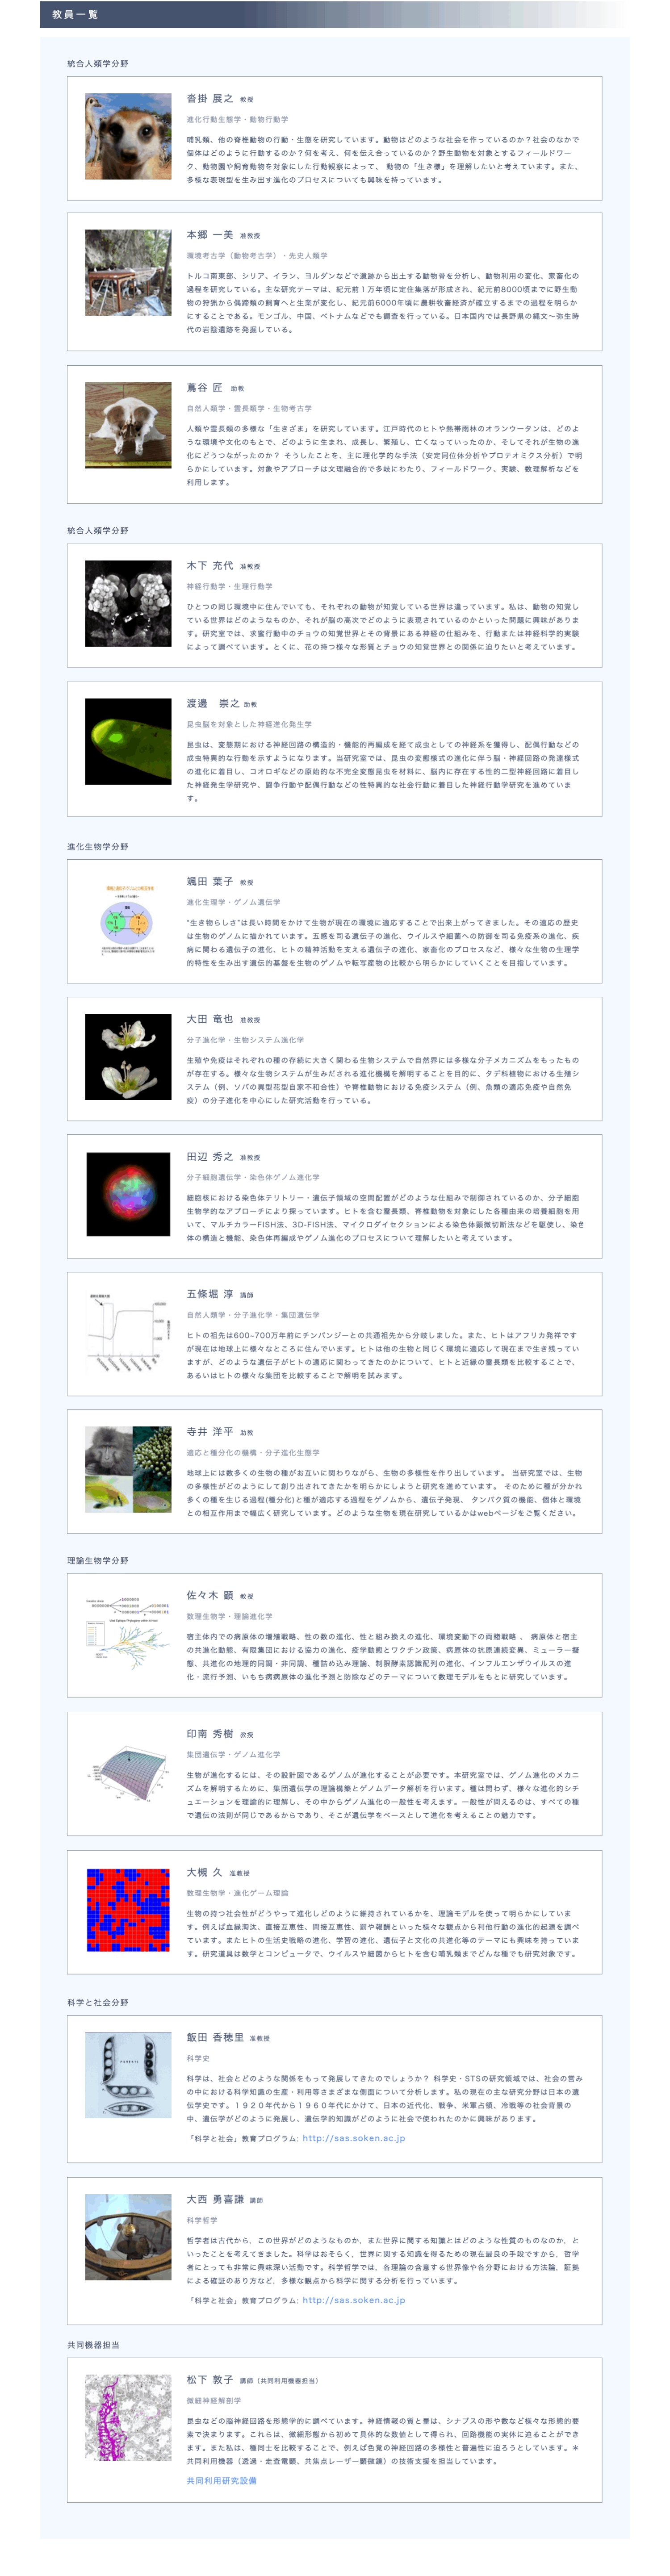 教員一覧
統合人類学分野
沓掛 展之 教授
進化行動生態学・動物行動学
哺乳類、他の脊椎動物の行動・生態を研究しています。動物はどのような社会を作っているのか？社会のなかで
個体はどのように行動するのか？何を考え、何を伝え合っているのか？野生動物を対象とするフィールドワー
ク、動物園や飼育動物を対象にした行動観察によって、 動物の「生き様」を理解したいと考えています。また、
多様な表現型を生み出す進化のプロセスについても興味を持っています。
本郷 一美 准教授
環境考古学（動物考古学）・先史人類学
トルコ南東部、シリア、イラン、ヨルダンなどで遺跡から出土する動物骨を分析し、動物利用の変化、家畜化の
過程を研究している。主な研究テーマは、紀元前１万年頃に定住集落が形成され、紀元前8000頃までに野生動
物の狩猟から偶蹄類の飼育へと生業が変化し、紀元前6000年頃に農耕牧畜経済が確立するまでの過程を明らか
にすることである。モンゴル、中国、ベトナムなどでも調査を行っている。日本国内では長野県の縄文～弥生時
代の岩陰遺跡を発掘している。
蔦谷 匠 助教
自然人類学・霊長類学・生物考古学
人類や霊長類の多様な「生きざま」を研究しています。江戸時代のヒトや熱帯雨林のオランウータンは、どのよ
うな環境や文化のもとで、どのように生まれ、成長し、繁殖し、亡くなっていったのか、そしてそれが生物の進
化にどうつながったのか？ そうしたことを、主に理化学的な手法（安定同位体分析やプロテオミクス分析）で明
らかにしています。対象やアプローチは文理融合的で多岐にわたり、フィールドワーク、実験、数理解析などを
利用します。
統合人類学分野
木下 充代 准教授
神経行動学・生理行動学
ひとつの同じ環境中に住んでいても、それぞれの動物が知覚している世界は違っています。私は、動物の知覚し
ている世界はどのようなものか、それが脳の高次でどのように表現されているのかといった問題に興味がありま
す。研究室では、求蜜行動中のチョウの知覚世界とその背景にある神経の仕組みを、行動または神経科学的実験
によって調べています。とくに、花の持つ様々な形質とチョウの知覚世界との関係に迫りたいと考えています。
渡邊 崇之 助教
昆虫脳を対象とした神経進化発生学
昆虫は、変態期における神経回路の構造的・機能的再編成を経て成虫としての神経系を獲得し、配偶行動などの
成虫特異的な行動を示すようになります。当研究室では、昆虫の変態様式の進化に伴う脳・神経回路の発達様式
の進化に着目し、コオロギなどの原始的な不完全変態昆虫を材料に、脳内に存在する性的二型神経回路に着目し
た神経発生学研究や、闘争行動や配偶行動などの性特異的な社会行動に着目した神経行動学研究を進めていま
す。
進化生物学分野
颯田 葉子 教授
進化生理学・ゲノム遺伝学
“生き物らしさ”は長い時間をかけて生物が現在の環境に適応することで出来上がってきました。その適応の歴史
は生物のゲノムに描かれています。五感を司る遺伝子の進化、ウイルスや細菌への防御を司る免疫系の進化、疾
病に関わる遺伝子の進化、ヒトの精神活動を支える遺伝子の進化、家畜化のプロセスなど、様々な生物の生理学
的特性を生み出す遺伝的基盤を生物のゲノムや転写産物の比較から明らかにしていくことを目指しています。
大田 竜也 准教授
分子進化学・生物システム進化学
生殖や免疫はそれぞれの種の存続に大きく関わる生物システムで自然界には多様な分子メカニズムをもったもの
が存在する。様々な生物システムが生みだされる進化機構を解明することを目的に、タデ科植物における生殖シ
ステム（例、ソバの異型花型自家不和合性）や脊椎動物における免疫システム（例、魚類の適応免疫や自然免
疫）の分子進化を中心にした研究活動を行っている。
田辺 秀之 准教授
分子細胞遺伝学・染色体ゲノム進化学
細胞核における染色体テリトリー・遺伝子領域の空間配置がどのような仕組みで制御されているのか、分子細胞
生物学的なアプローチにより探っています。ヒトを含む霊長類、脊椎動物を対象にした各種由来の培養細胞を用
いて、マルチカラーFISH法、3D-FISH法、マイクロダイセクションによる染色体顕微切断法などを駆使し、染色
体の構造と機能、染色体再編成やゲノム進化のプロセスについて理解したいと考えています。
五條堀 淳 講師
自然人類学・分子進化学・集団遺伝学
ヒトの祖先は600~700万年前にチンパンジーとの共通祖先から分岐しました。また、ヒトはアフリカ発祥です
が現在は地球上に様々なところに住んでいます。ヒトは他の生物と同じく環境に適応して現在まで生き残ってい
ますが、どのような遺伝子がヒトの適応に関わってきたのかについて、ヒトと近縁の霊長類を比較することで、
あるいはヒトの様々な集団を比較することで解明を試みます。
寺井 洋平 助教
適応と種分化の機構・分子進化生態学
地球上には数多くの生物の種がお互いに関わりながら、生物の多様性を作り出しています。 当研究室では、生物
の多様性がどのようにして創り出されてきたかを明らかにしようと研究を進めています。 そのために種が分かれ
多くの種を生じる過程(種分化)と種が適応する過程をゲノムから、遺伝子発現、 タンパク質の機能、個体と環境
との相互作用まで幅広く研究しています。どのような生物を現在研究しているかはwebページをご覧ください。
理論生物学分野
佐々木 顕 教授
数理生物学・理論進化学
宿主体内での病原体の増殖戦略、性の数の進化、性と組み換えの進化、環境変動下の両賭戦略 、 病原体と宿主
の共進化動態、有限集団における協力の進化、疫学動態とワクチン政策、病原体の抗原連続変異、ミューラー擬
態、共進化の地理的同調・非同調、種詰め込み理論、制限酵素認識配列の進化、インフルエンザウイルスの進
化・流行予測、いもち病病原体の進化予測と防除などのテーマについて数理モデルをもとに研究しています。
印南 秀樹 教授
集団遺伝学・ゲノム進化学
生物が進化するには、その設計図であるゲノムが進化することが必要です。本研究室では、ゲノム進化のメカニ
ズムを解明するために、集団遺伝学の理論構築とゲノムデータ解析を行います。種は問わず、様々な進化的シチ
ュエーションを理論的に理解し、その中からゲノム進化の一般性を考えます。一般性が問えるのは、すべての種
で遺伝の法則が同じであるからであり、そこが遺伝学をベースとして進化を考えることの魅力です。
大槻 久 准教授
数理生物学・進化ゲーム理論
生物の持つ社会性がどうやって進化しどのように維持されているかを、理論モデルを使って明らかにしていま
す。例えば血縁淘汰、直接互恵性、間接互恵性、罰や報酬といった様々な観点から利他行動の進化的起源を調べ
ています。またヒトの生活史戦略の進化、学習の進化、遺伝子と文化の共進化等のテーマにも興味を持っていま
す。研究道具は数学とコンピュータで、ウイルスや細菌からヒトを含む哺乳類までどんな種でも研究対象です。
科学と社会分野
飯田 香穂里 准教授
科学史
科学は、社会とどのような関係をもって発展してきたのでしょうか？ 科学史・STSの研究領域では、社会の営み
の中における科学知識の生産・利用等さまざまな側面について分析します。私の現在の主な研究分野は日本の遺
伝学史です。１９２０年代から１９６０年代にかけて、日本の近代化、戦争、米軍占領、冷戦等の社会背景の
中、遺伝学がどのように発展し、遺伝学的知識がどのように社会で使われたのかに興味があります。
「科学と社会」教育プログラム: http://sas.soken.ac.jp
大西 勇喜謙 講師
科学哲学
哲学者は古代から，この世界がどのようなものか，また世界に関する知識とはどのような性質のものなのか，と
いったことを考えてきました。科学はおそらく，世界に関する知識を得るための現在最良の手段ですから，哲学
者にとっても非常に興味深い活動です。科学哲学では，各理論の含意する世界像や各分野における方法論，証拠
による確証のあり方など，多様な観点から科学に関する分析を行っています。
「科学と社会」教育プログラム: http://sas.soken.ac.jp
共同機器担当
松下 敦子 講師（共同利用機器担当）
微細神経解剖学
昆虫などの脳神経回路を形態学的に調べています。神経情報の質と量は、シナプスの形や数など様々な形態的要
素で決まります。これらは、微細形態から初めて具体的な数値として得られ、回路機能の実体に迫ることができ
ます。また私は、種同士を比較することで、例えば色覚の神経回路の多様性と普遍性に迫ろうとしています。＊
共同利用機器（透過・走査電顕、共焦点レーザー顕微鏡）の技術支援を担当しています。
共同利用研究設備